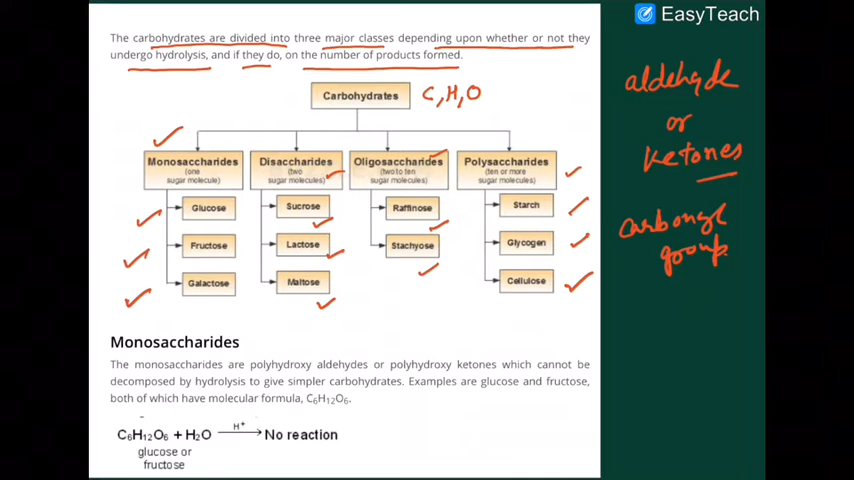 EasyTeach
The carbohydrates are divided into three major classes depending upon whether or not they
undergo hydrolysis, and if they do, on the number of products formed.
Carbohydrates C, H, O
Monosaccharides
(one
sugar molecule)
Disaccharides
(two
sugar molecules)
Oligosaccharides
(two to ten
sugar molecules)
Polysaccharides
(ten or more
sugar molecules)
Glucose
Sucrose
Raffinose
Starch
Fructose
Lactose
Stachyose
Glycogen
Galactose
Maltose
Cellulose
aldehyde
or
ketones
carbonyl
group
Monosaccharides
The monosaccharides are polyhydroxy aldehydes or polyhydroxy ketones which cannot be
decomposed by hydrolysis to give simpler carbohydrates. Examples are glucose and fructose,
both of which have molecular formula, C₆H₁₂O₆.
C₆H₁₂O₆ + H₂O H⁺ → No reaction
glucose or
fructose